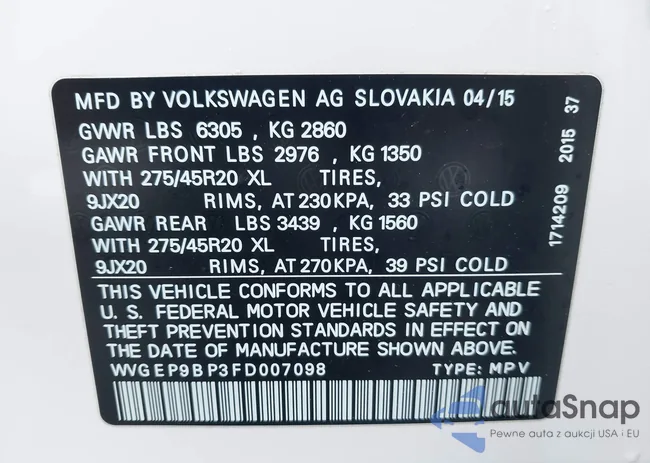 MFD BY VOLKSWAGEN AG SLOVAKIA 04/15
GVWR LBS 6305 , KG 2860
GAWR FRONT LBS 2976 , KG 1350
WITH 275/45R20 XL TIRES,
9JX20 RIMS, AT 230KPA, 33 PSI COLD
GAWR REAR LBS 3439 , KG 1560
WITH 275/45R20 XL TIRES,
9JX20 RIMS, AT 270KPA, 39 PSI COLD
THIS VEHICLE CONFORMS TO ALL APPLICABLE
U. S. FEDERAL MOTOR VEHICLE SAFETY AND
THEFT PREVENTION STANDARDS IN EFFECT ON
THE DATE OF MANUFACTURE SHOWN ABOVE.
WVGEP9BP3FD007098 TYPE: MPV
1714209 2015 37
autaSnap
Pewne auta z aukcji USA i EU